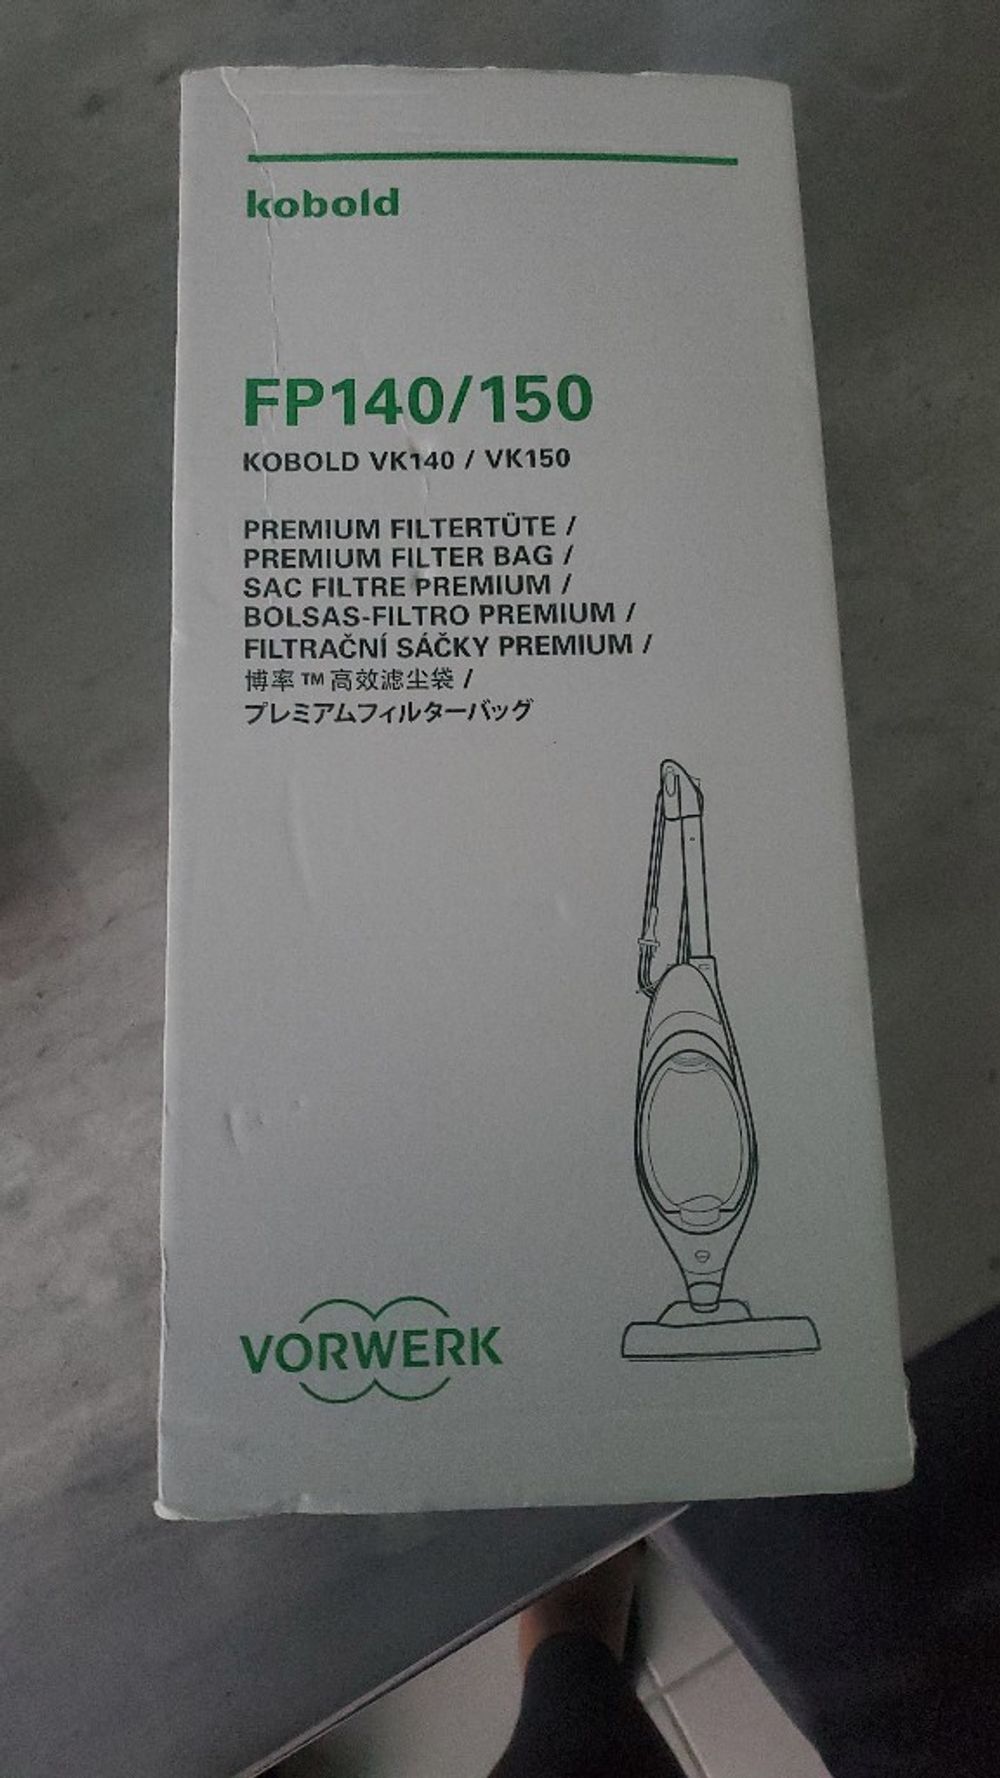 kobold
FP140/150
KOBOLD VK140 / VK150
PREMIUM FILTERTÜTE /
PREMIUM FILTER BAG /
SAC FILTRE PREMIUM /
BOLSAS-FILTRO PREMIUM /
FILTRAČNÍ SÁČKY PREMIUM /
博率™高效滤尘袋 /
プレミアムフィルターバッグ
VORWERK